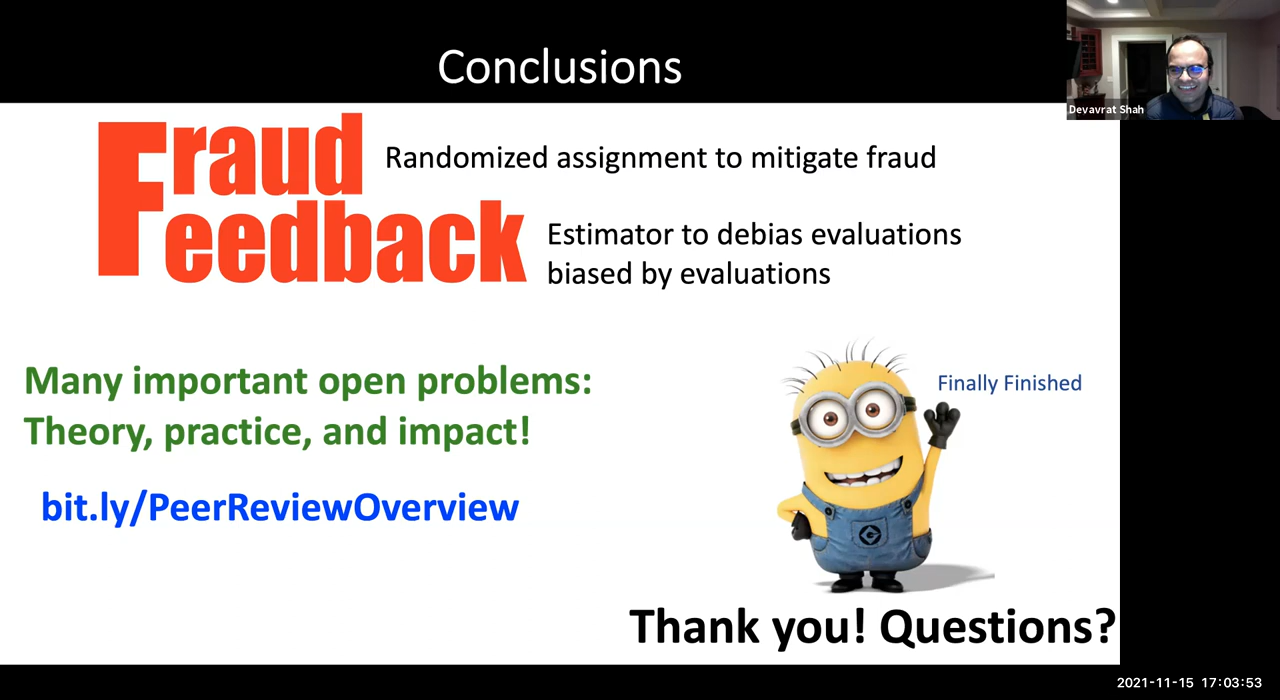 Conclusions
Devavrat Shah
Fraud
Feedback
Randomized assignment to mitigate fraud
Estimator to debias evaluations
biased by evaluations
Many important open problems:
Theory, practice, and impact!
bit.ly/PeerReviewOverview
Finally Finished
Thank you! Questions?
2021-11-15 17:03:53